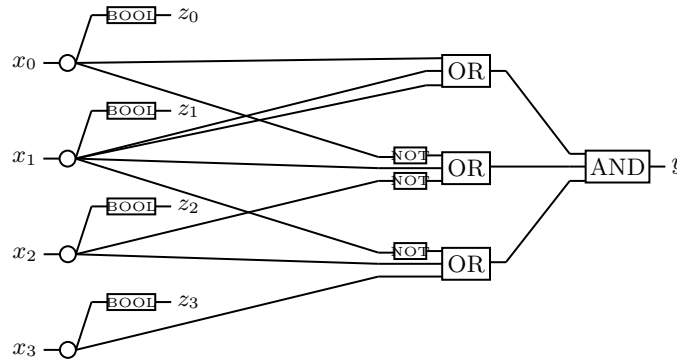 BOOL z₀
x₀
OR
BOOL z₁
x₁
NOT
OR
AND
NOT
BOOL z₂
x₂
NOT
OR
BOOL z₃
x₃